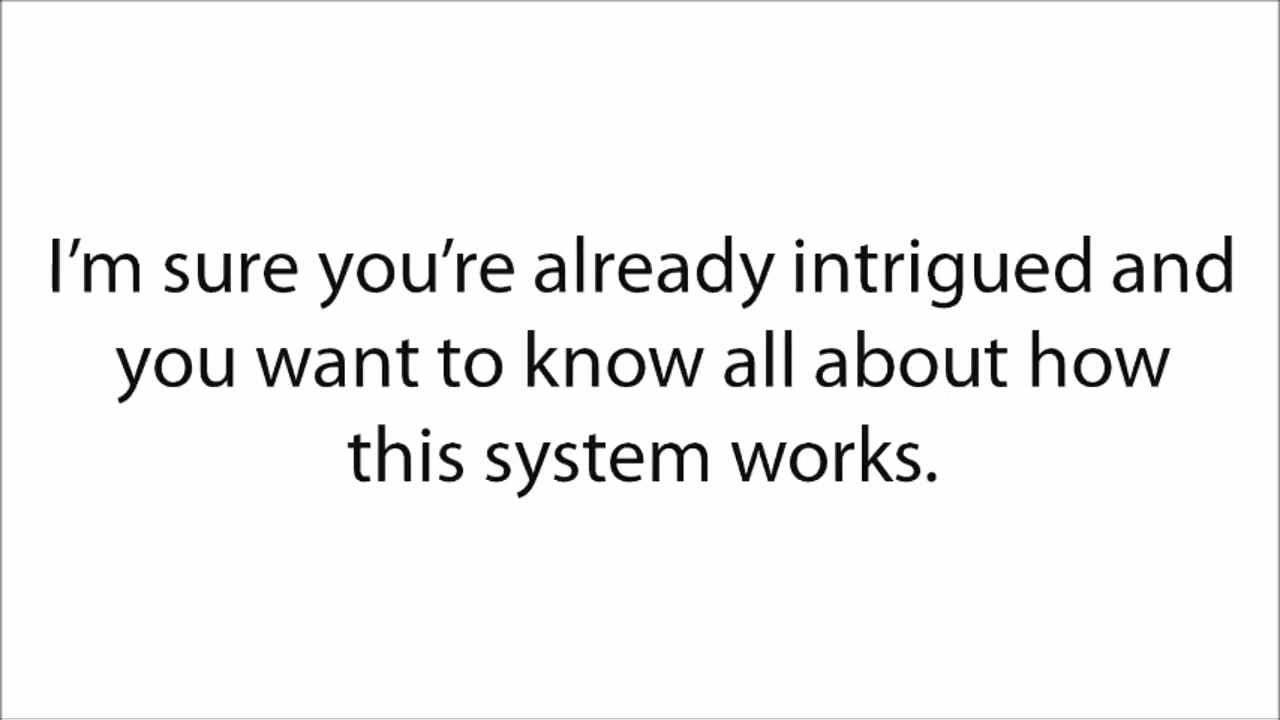 I’m sure you’re already intrigued and
you want to know all about how
this system works.